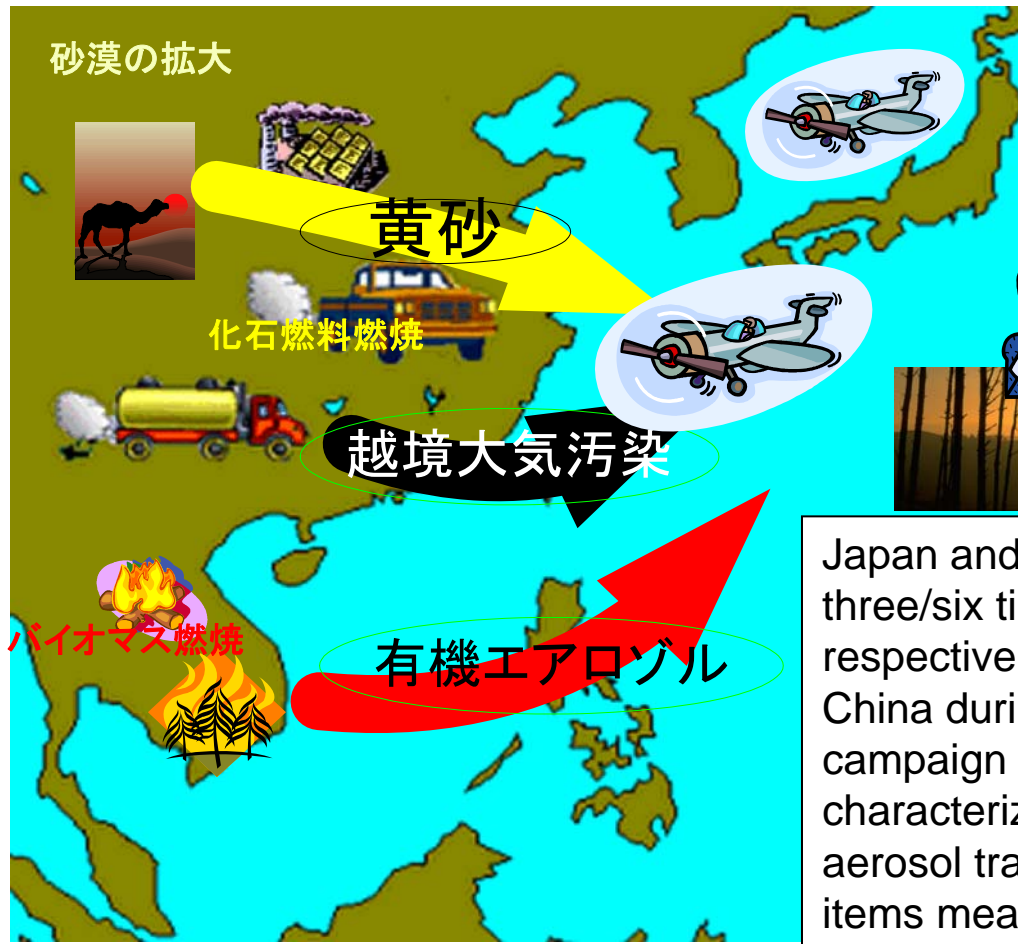 砂漠の拡大
黄砂
化石燃料燃焼
越境大気汚染
バイオマス燃焼
有機エアロゾル
Japan and
three/six ti
respective
China duri
campaign
characteriz
aerosol tra
items mea